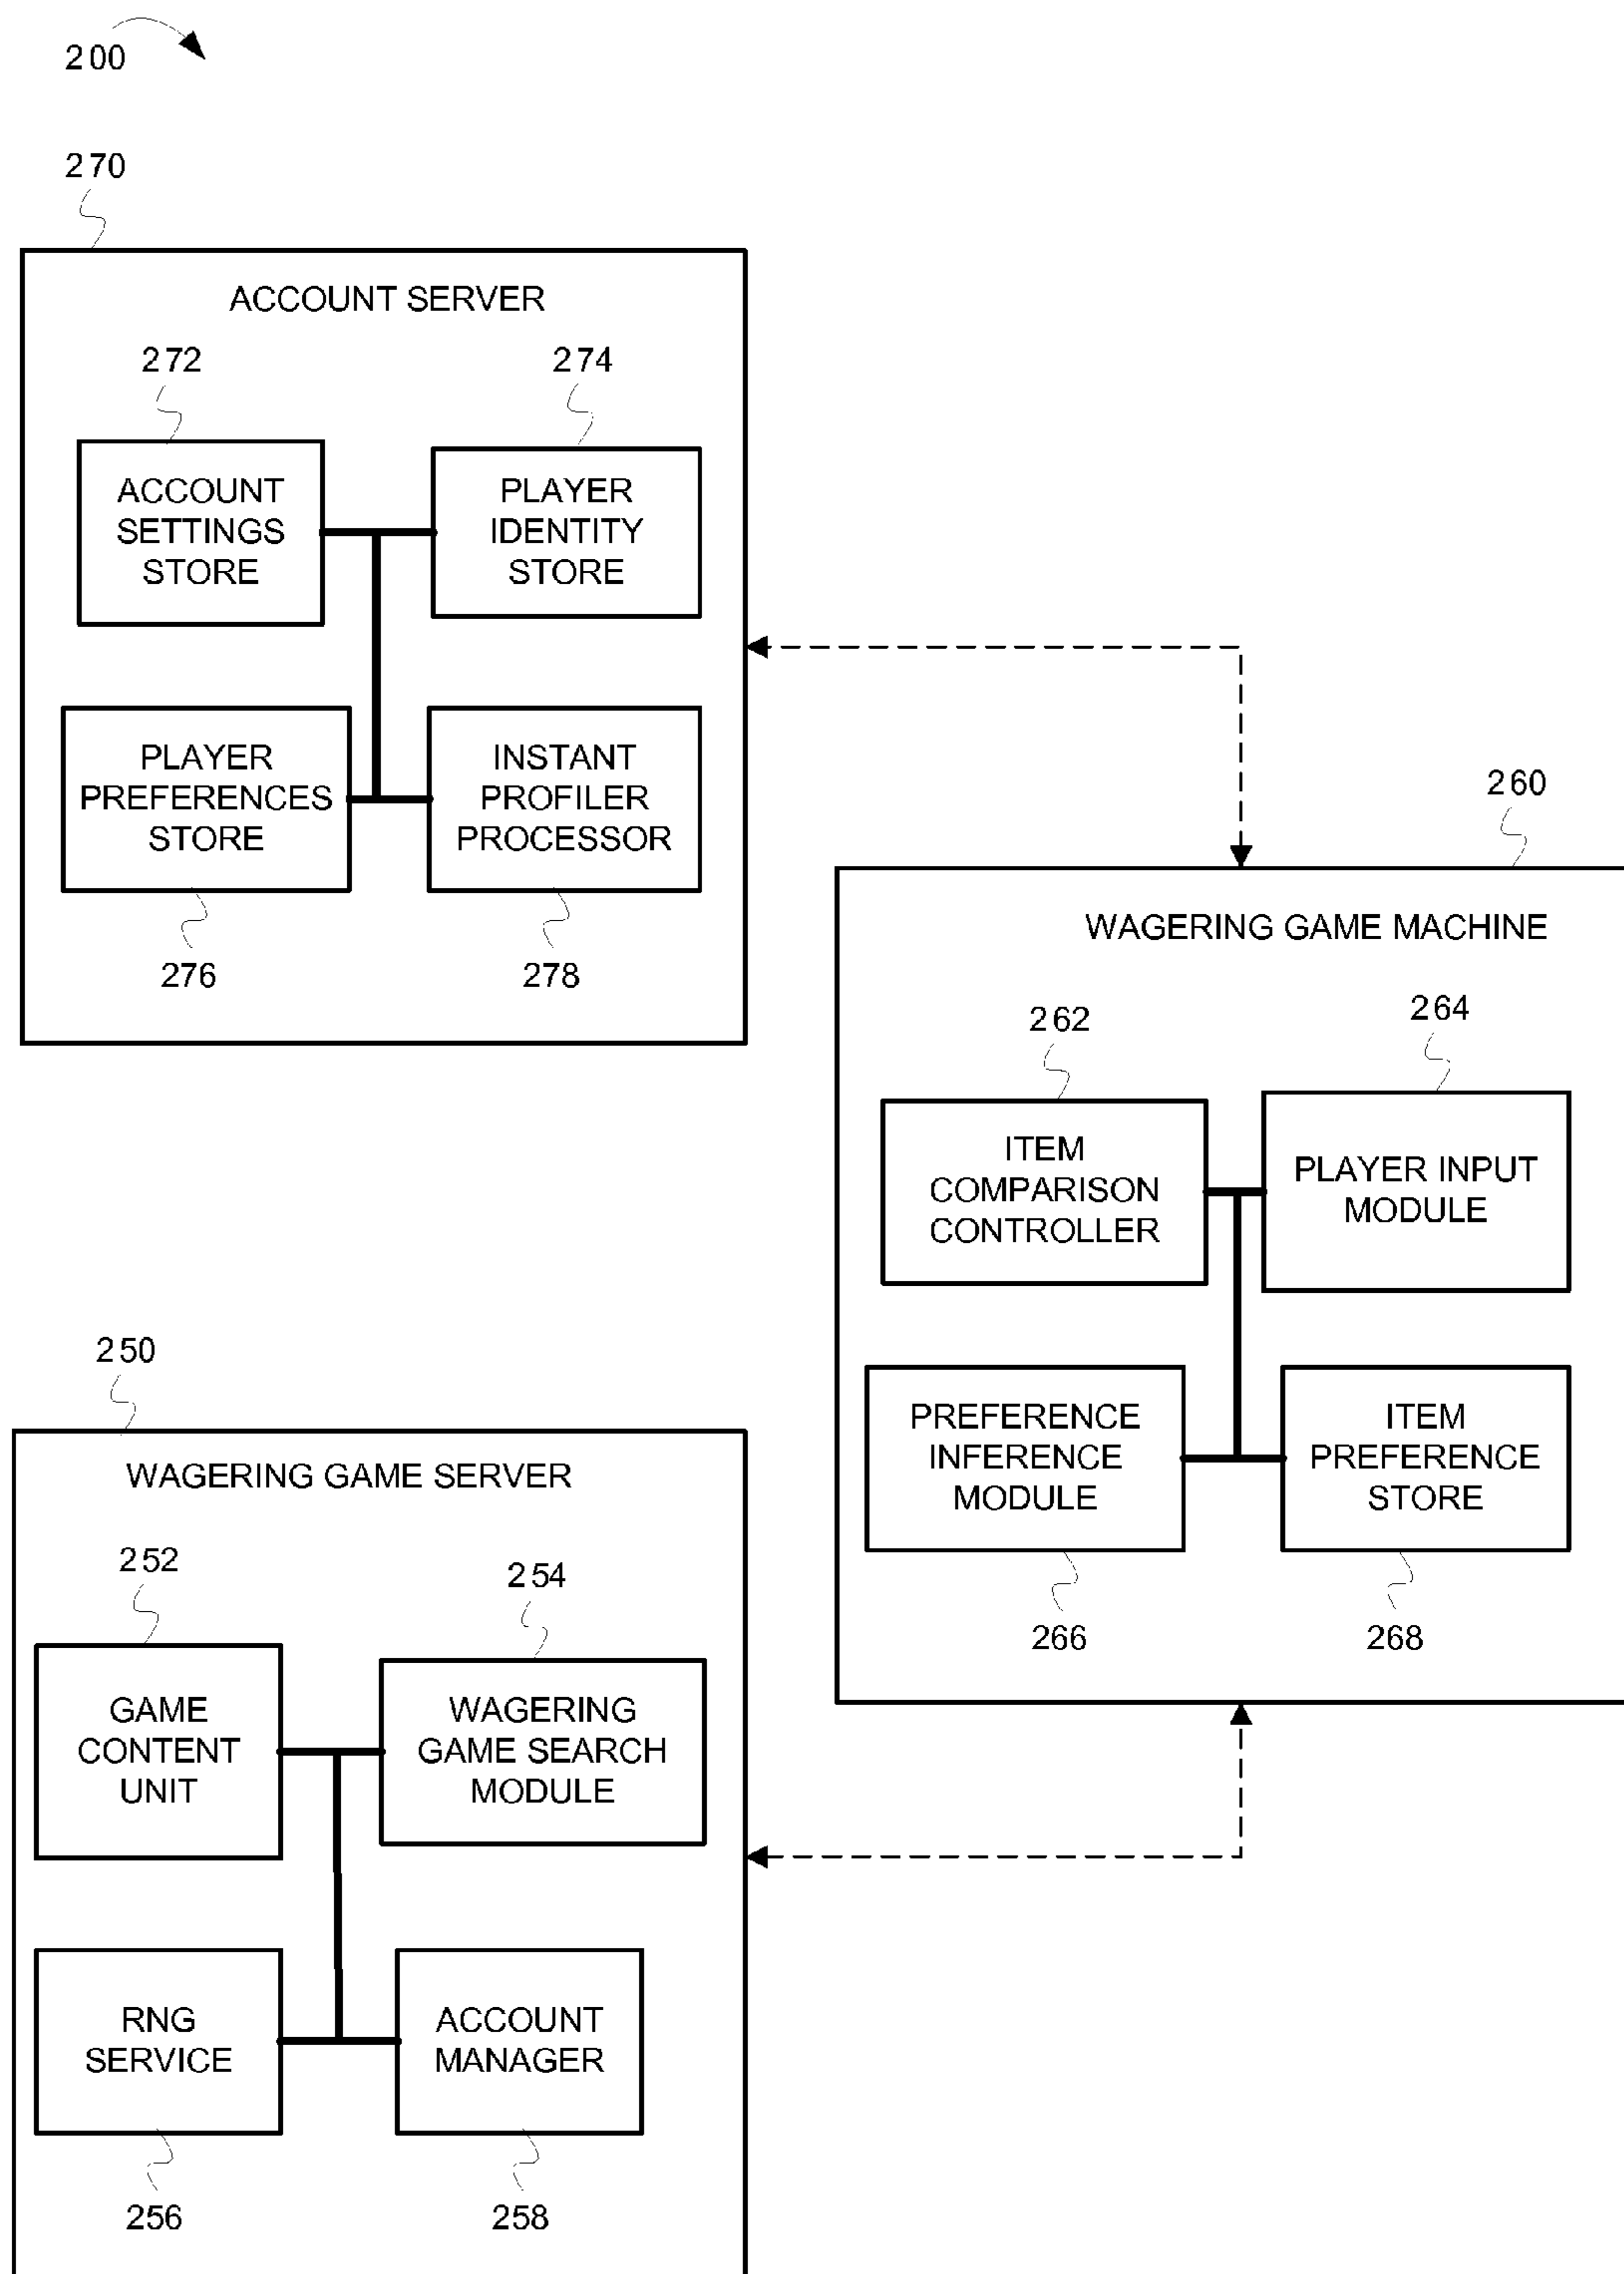 200
270
ACCOUNT SERVER
272
274
ACCOUNT
SETTINGS
STORE
PLAYER
IDENTITY
STORE
PLAYER
PREFERENCES
STORE
INSTANT
PROFILER
PROCESSOR
276
278
260
WAGERING GAME MACHINE
262
264
ITEM
COMPARISON
CONTROLLER
PLAYER INPUT
MODULE
PREFERENCE
INFERENCE
MODULE
ITEM
PREFERENCE
STORE
266
268
250
WAGERING GAME SERVER
252
254
GAME
CONTENT
UNIT
WAGERING
GAME SEARCH
MODULE
RNG
SERVICE
ACCOUNT
MANAGER
256
258